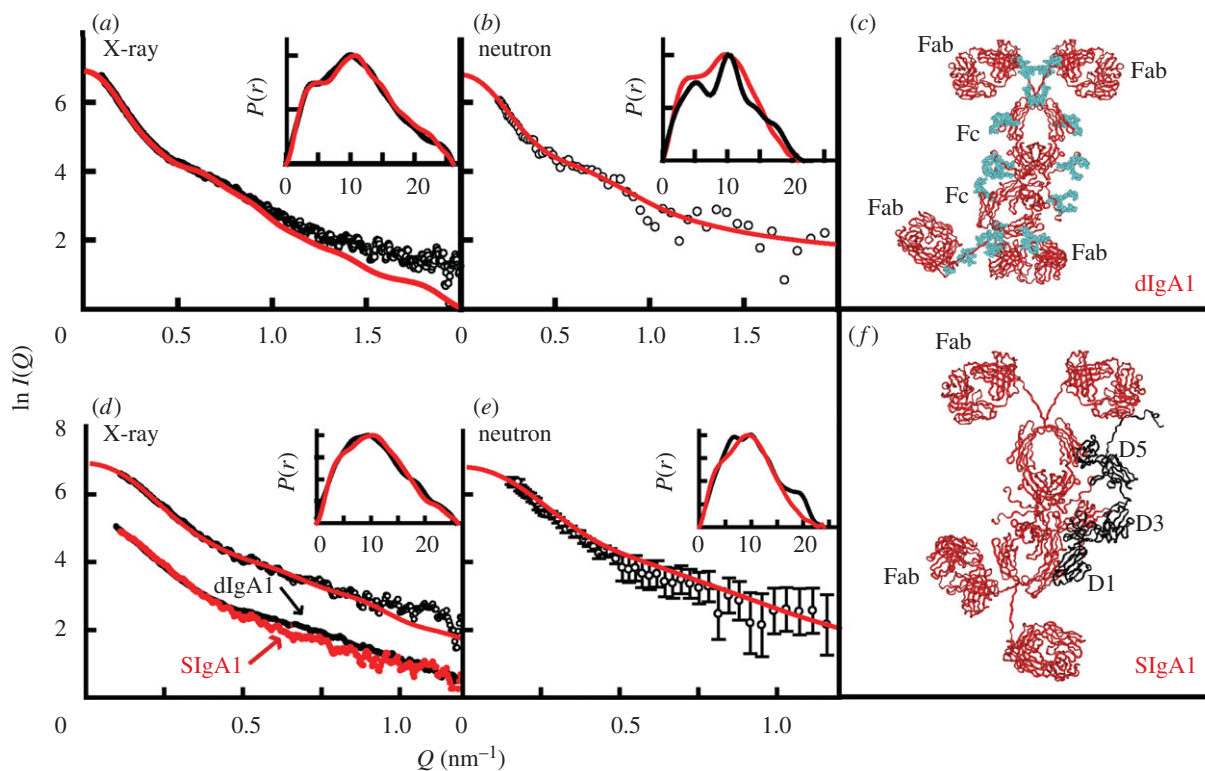 (a)
X-ray
6
4
2
0
0.5
1.0
1.5
P(r)
0
10
20
(b)
neutron
0
0.5
1.0
1.5
P(r)
0
10
20
(c)
Fab
Fab
Fc
Fc
Fab
Fab
dIgA1
ln I(Q)
(d)
X-ray
8
6
4
2
0
0.5
1.0
dIgA1
SIgA1
P(r)
0
10
20
(e)
neutron
0
0.5
1.0
P(r)
0
10
20
Q (nm⁻¹)
(f)
Fab
D5
D3
D1
Fab
SIgA1